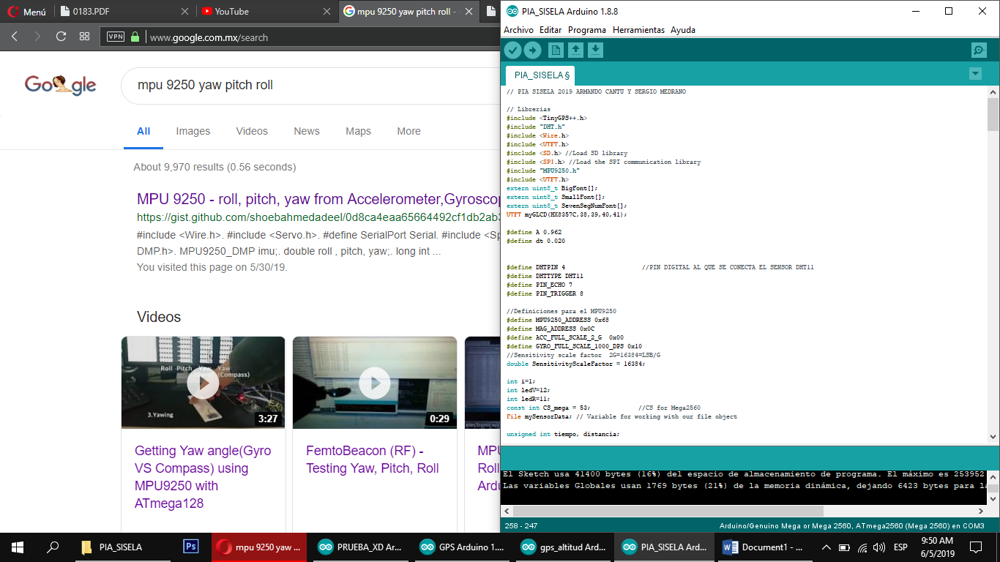 Menú
0183.PDF
YouTube
mpu 9250 yaw pitch roll -
VPN
www.google.com.mx/search
Google
mpu 9250 yaw pitch roll
All Images Videos News Maps More
About 9,970 results (0.56 seconds)
MPU 9250 - roll, pitch, yaw from Accelerometer,Gyroscop
https://gist.github.com/shoebahmedadeel/0d8ca4eaa65664492cf1db2ab3
#include <Wire.h>. #include <Servo.h>. #define SerialPort Serial. #include <Sp
DMP.h>. MPU9250_DMP imu;. double roll , pitch, yaw;. long int ...
You visited this page on 5/30/19.
Videos
Roll Pitch Yaw Yaw
(Compass)
3.Yawing
3:27
0:29
Getting Yaw angle(Gyro
VS Compass) using
MPU9250 with
ATmega128
FemtoBeacon (RF) -
Testing Yaw, Pitch, Roll
MPU
Roll
Ardu
PIA_SISELA Arduino 1.8.8
Archivo Editar Programa Herramientas Ayuda
PIA_SISELA §
// PIA SISELA 2019 ARMANDO CANTU Y SERGIO MEDRANO
// Librerias
#include <TinyGPS++.h>
#include "DHT.h"
#include <Wire.h>
#include <UTFT.h>
#include <SD.h> //Load SD library
#include <SPI.h> //Load the SPI communication library
#include "MPU9250.h"
#include <UTFT.h>
extern uint8_t BigFont[];
extern uint8_t SmallFont[];
extern uint8_t SevenSegNumFont[];
UTFT myGLCD(HX8357C,38,39,40,41);
#define A 0.962
#define dt 0.020
#define DHTPIN 4 //PIN DIGITAL AL QUE SE CONECTA EL SENSOR DHT11
#define DHTTYPE DHT11
#define PIN_ECHO 7
#define PIN_TRIGGER 8
//Definiciones para el MPU9250
#define MPU9250_ADDRESS 0x68
#define MAG_ADDRESS 0x0C
#define ACC_FULL_SCALE_2_G 0x00
#define GYRO_FULL_SCALE_1000_DPS 0x10
//Sensitivity scale factor 2G=16384=LSB/G
double SensitivityScaleFactor = 16384;
int i=1;
int ledV=12;
int ledR=11;
const int CS_mega = 53; //CS for Mega2560
File mySensorData; // Variable for working with our file object
unsigned int tiempo, distancia;
El Sketch usa 41400 bytes (16%) del espacio de almacenamiento de programa. El máximo es 253952
Las variables Globales usan 1769 bytes (21%) de la memoria dinámica, dejando 6423 bytes para la
258 - 247
Arduino/Genuino Mega or Mega 2560, ATmega2560 (Mega 2560) en COM3
PIA_SISELA
Ps
mpu 9250 yaw ...
PRUEBA_XD Ar...
GPS Arduino 1....
gps_altitud Ard...
PIA_SISELA Ard...
Document1 - ...
ESP
9:50 AM
6/5/2019